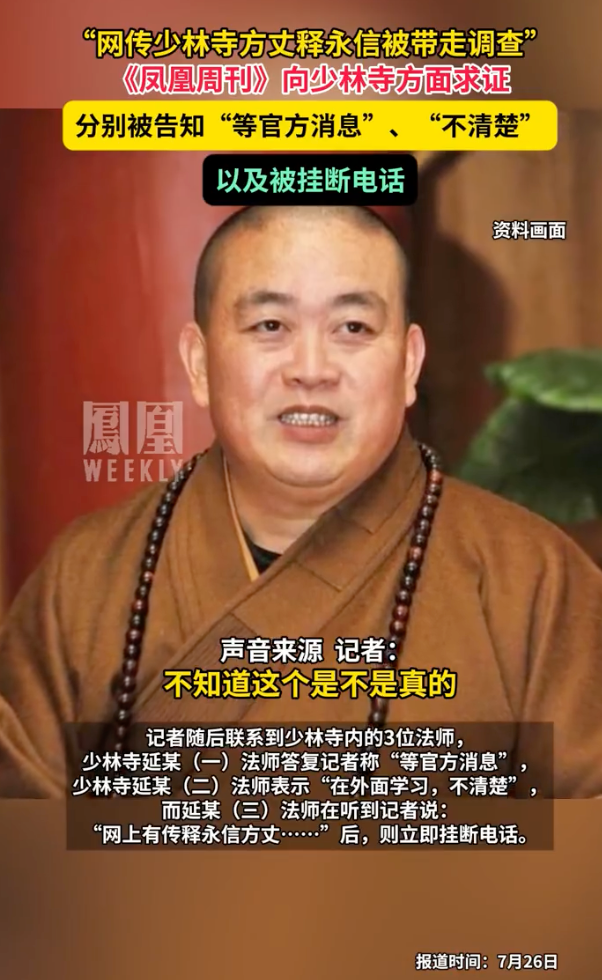 “网传少林寺方丈释永信被带走调查”
《凤凰周刊》向少林寺方面求证
分别被告知“等官方消息”、“不清楚”
以及被挂断电话
资料画面
鳳凰
WEEKLY
声音来源 记者：
不知道这个是不是真的
记者随后联系到少林寺内的3位法师，
少林寺延某（一）法师答复记者称“等官方消息”，
少林寺延某（二）法师表示“在外面学习，不清楚”，
而延某（三）法师在听到记者说：
“网上有传释永信方丈……”后，则立即挂断电话。
报道时间：7月26日